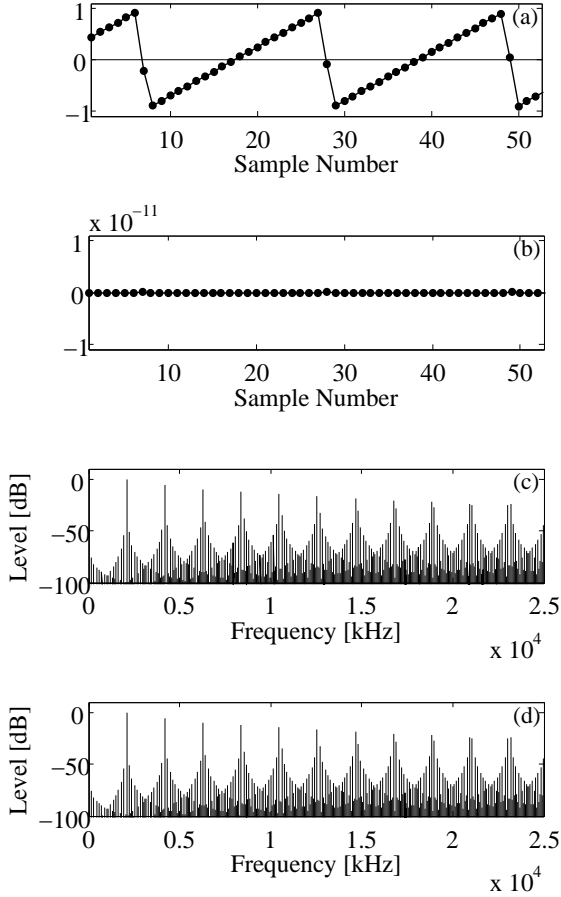 1
(a)
0
−1
10 20 30 40 50
Sample Number
x 10⁻¹¹
1
(b)
0
−1
10 20 30 40 50
Sample Number
0
(c)
−50
−100
Level [dB]
0 0.5 1 1.5 2 2.5
Frequency [kHz]
x 10⁴
0
(d)
−50
−100
Level [dB]
0 0.5 1 1.5 2 2.5
Frequency [kHz]
x 10⁴